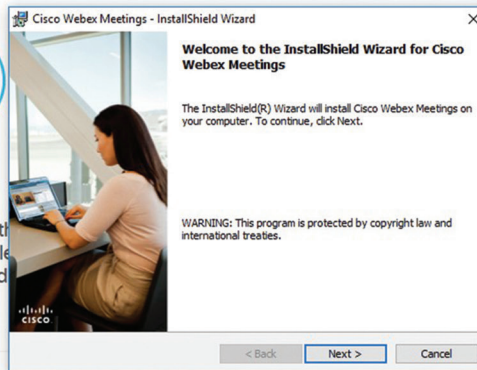 Cisco Webex Meetings - InstallShield Wizard
Welcome to the InstallShield Wizard for Cisco
Webex Meetings
The InstallShield(R) Wizard will install Cisco Webex Meetings on
your computer. To continue, click Next.
WARNING: This program is protected by copyright law and
international treaties.
CISCO
< Back
Next >
Cancel